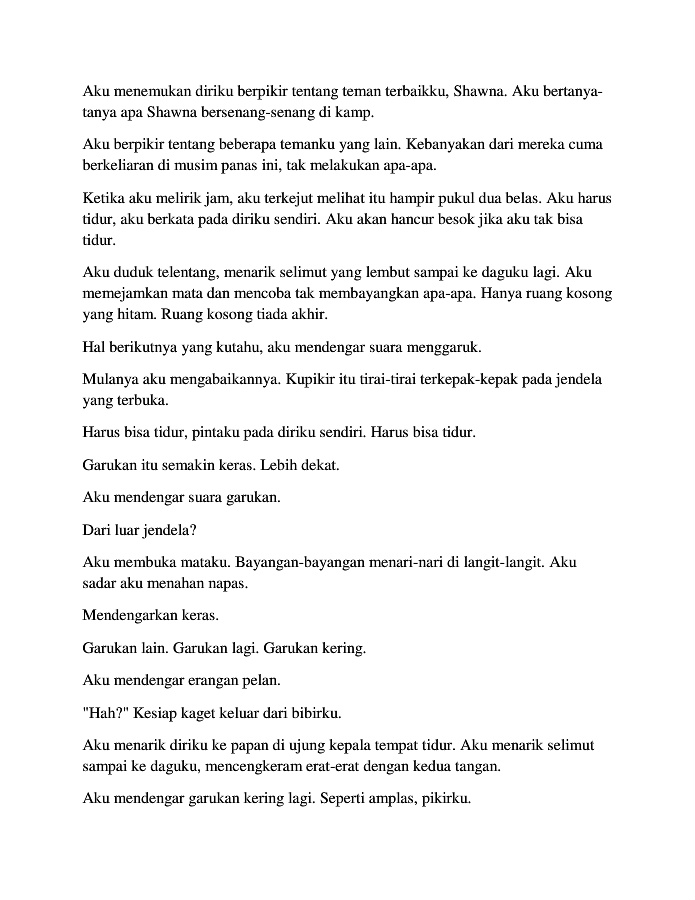 Aku menemukan diriku berpikir tentang teman terbaikku, Shawna. Aku bertanya-
tanya apa Shawna bersenang-senang di kamp.
Aku berpikir tentang beberapa temanku yang lain. Kebanyakan dari mereka cuma
berkeliaran di musim panas ini, tak melakukan apa-apa.
Ketika aku melirik jam, aku terkejut melihat itu hampir pukul dua belas. Aku harus
tidur, aku berkata pada diriku sendiri. Aku akan hancur besok jika aku tak bisa
tidur.
Aku duduk telentang, menarik selimut yang lembut sampai ke daguku lagi. Aku
memejamkan mata dan mencoba tak membayangkan apa-apa. Hanya ruang kosong
yang hitam. Ruang kosong tiada akhir.
Hal berikutnya yang kutahu, aku mendengar suara menggaruk.
Mulanya aku mengabaikannya. Kupikir itu tirai-tirai terkepak-kepak pada jendela
yang terbuka.
Harus bisa tidur, pintaku pada diriku sendiri. Harus bisa tidur.
Garukan itu semakin keras. Lebih dekat.
Aku mendengar suara garukan.
Dari luar jendela?
Aku membuka mataku. Bayangan-bayangan menari-nari di langit-langit. Aku
sadar aku menahan napas.
Mendengarkan keras.
Garukan lain. Garukan lagi. Garukan kering.
Aku mendengar erangan pelan.
"Hah?" Kesiap kaget keluar dari bibirku.
Aku menarik diriku ke papan di ujung kepala tempat tidur. Aku menarik selimut
sampai ke daguku, mencengkeram erat-erat dengan kedua tangan.
Aku mendengar garukan kering lagi. Seperti amplas, pikirku.